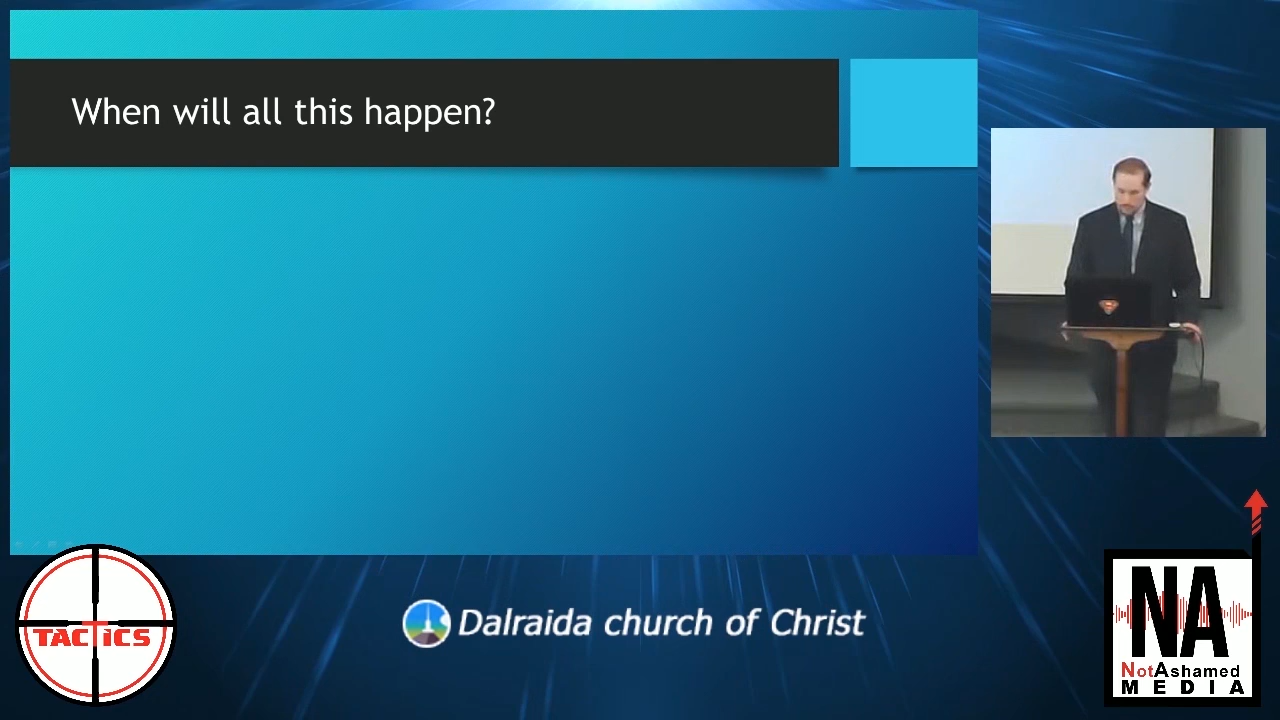 When will all this happen?
TACTICS
Dalraida church of Christ
NA
NotAshamed
MEDIA